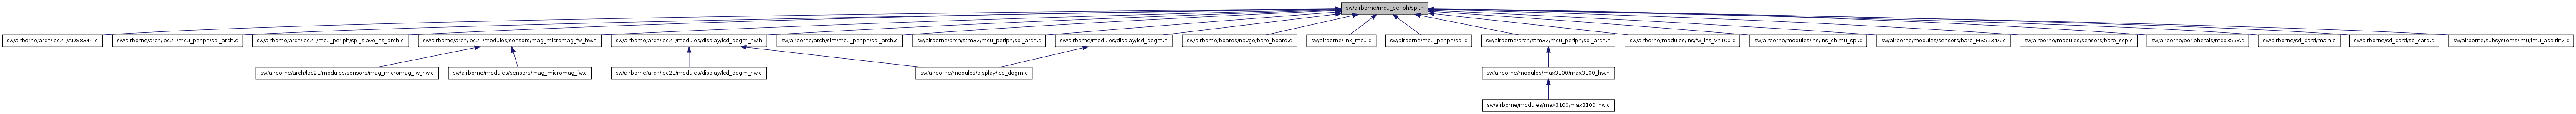 sw/airborne/mcu_periph/spi.h
sw/airborne/arch/lpc21/ADS8344.c
sw/airborne/arch/lpc21/mcu_periph/spi_arch.c
sw/airborne/arch/lpc21/mcu_periph/spi_slave_hs_arch.c
sw/airborne/arch/lpc21/modules/sensors/mag_micromag_fw_hw.h
sw/airborne/arch/lpc21/modules/display/lcd_dogm_hw.h
sw/airborne/arch/sim/mcu_periph/spi_arch.c
sw/airborne/arch/stm32/mcu_periph/spi_arch.c
sw/airborne/modules/display/lcd_dogm.h
sw/airborne/boards/navgo/baro_board.c
sw/airborne/link_mcu.c
sw/airborne/mcu_periph/spi.c
sw/airborne/arch/stm32/mcu_periph/spi_arch.h
sw/airborne/modules/ins/fw_ins_vn100.c
sw/airborne/modules/ins/ins_chimu_spi.c
sw/airborne/modules/sensors/baro_MS5534A.c
sw/airborne/modules/sensors/baro_scp.c
sw/airborne/peripherals/mcp355x.c
sw/airborne/sd_card/main.c
sw/airborne/sd_card/sd_card.c
sw/airborne/subsystems/imu/imu_aspirin2.c
sw/airborne/arch/lpc21/modules/sensors/mag_micromag_fw_hw.c
sw/airborne/modules/sensors/mag_micromag_fw.c
sw/airborne/arch/lpc21/modules/display/lcd_dogm_hw.c
sw/airborne/modules/display/lcd_dogm.c
sw/airborne/modules/max3100/max3100_hw.h
sw/airborne/modules/max3100/max3100_hw.c